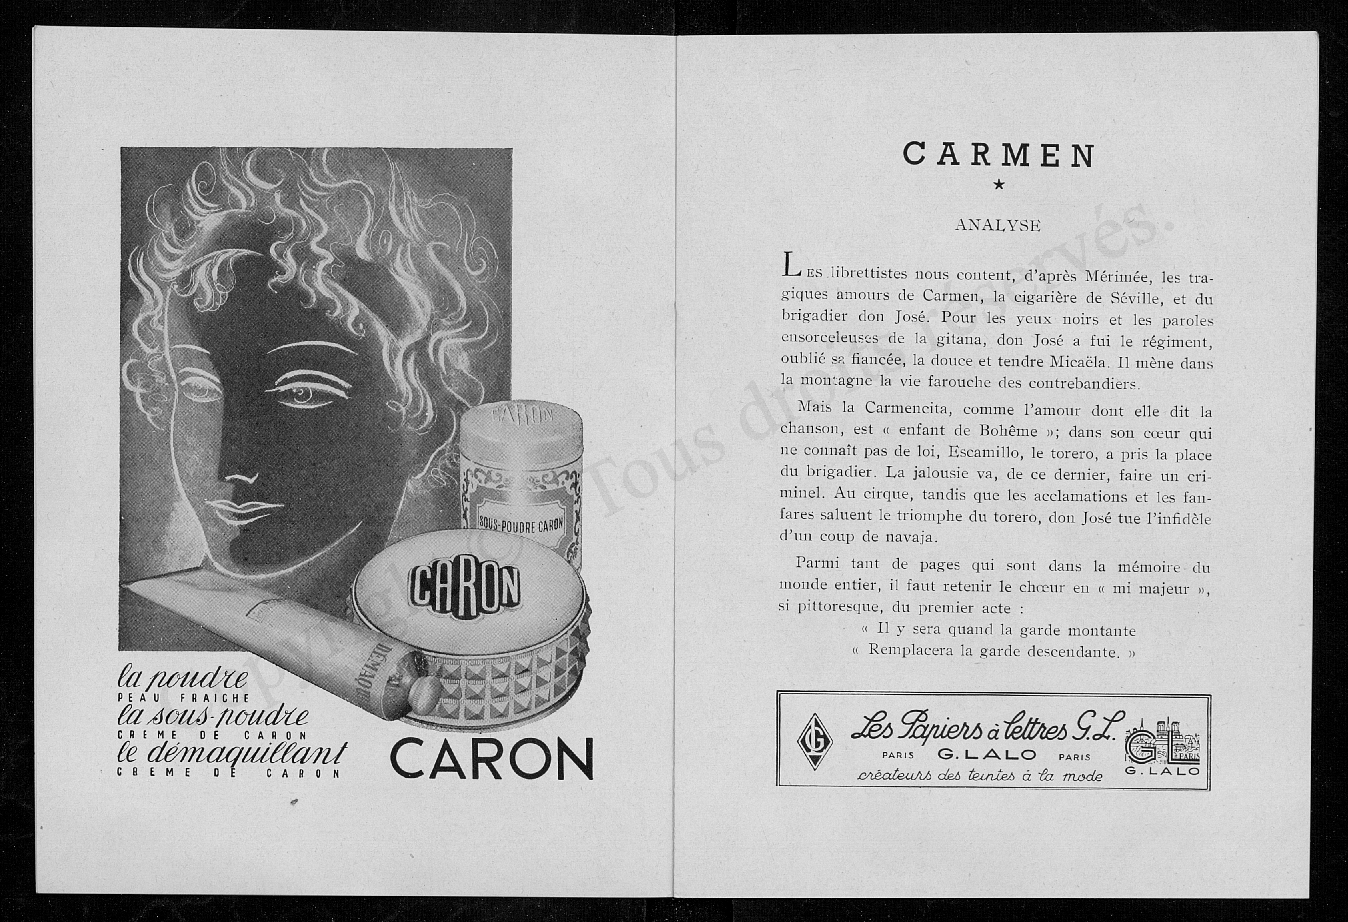 CARON
SOUS-POUDRE CARON
CARON
DÉMAQUI
la poudre
PEAU FRAICHE
la sous-poudre
CREME DE CARON
le démaquillant
CREME DE CARON
CARON
CARMEN
★
ANALYSE
LES librettistes nous content, d'après Mérimée, les tra-
giques amours de Carmen, la cigarière de Séville, et du
brigadier don José. Pour les yeux noirs et les paroles
ensorceleuses de la gitana, don José a fui le régiment,
oublié sa fiancée, la douce et tendre Micaëla. Il mène dans
la montagne la vie farouche des contrebandiers.
Mais la Carmencita, comme l'amour dont elle dit la
chanson, est « enfant de Bohême »; dans son cœur qui
ne connaît pas de loi, Escamillo, le torero, a pris la place
du brigadier. La jalousie va, de ce dernier, faire un cri-
minel. Au cirque, tandis que les acclamations et les fan-
fares saluent le triomphe du torero, don José tue l'infidèle
d'un coup de navaja.
Parmi tant de pages qui sont dans la mémoire du
monde entier, il faut retenir le chœur en « mi majeur »,
si pittoresque, du premier acte :
« Il y sera quand la garde montante
« Remplacera la garde descendante. »
Les Papiers à lettres G.L.
PARIS G. LALO PARIS
créateurs des teintes à la mode
GL
PARIS
G. LALO
© Tous droits réservés.